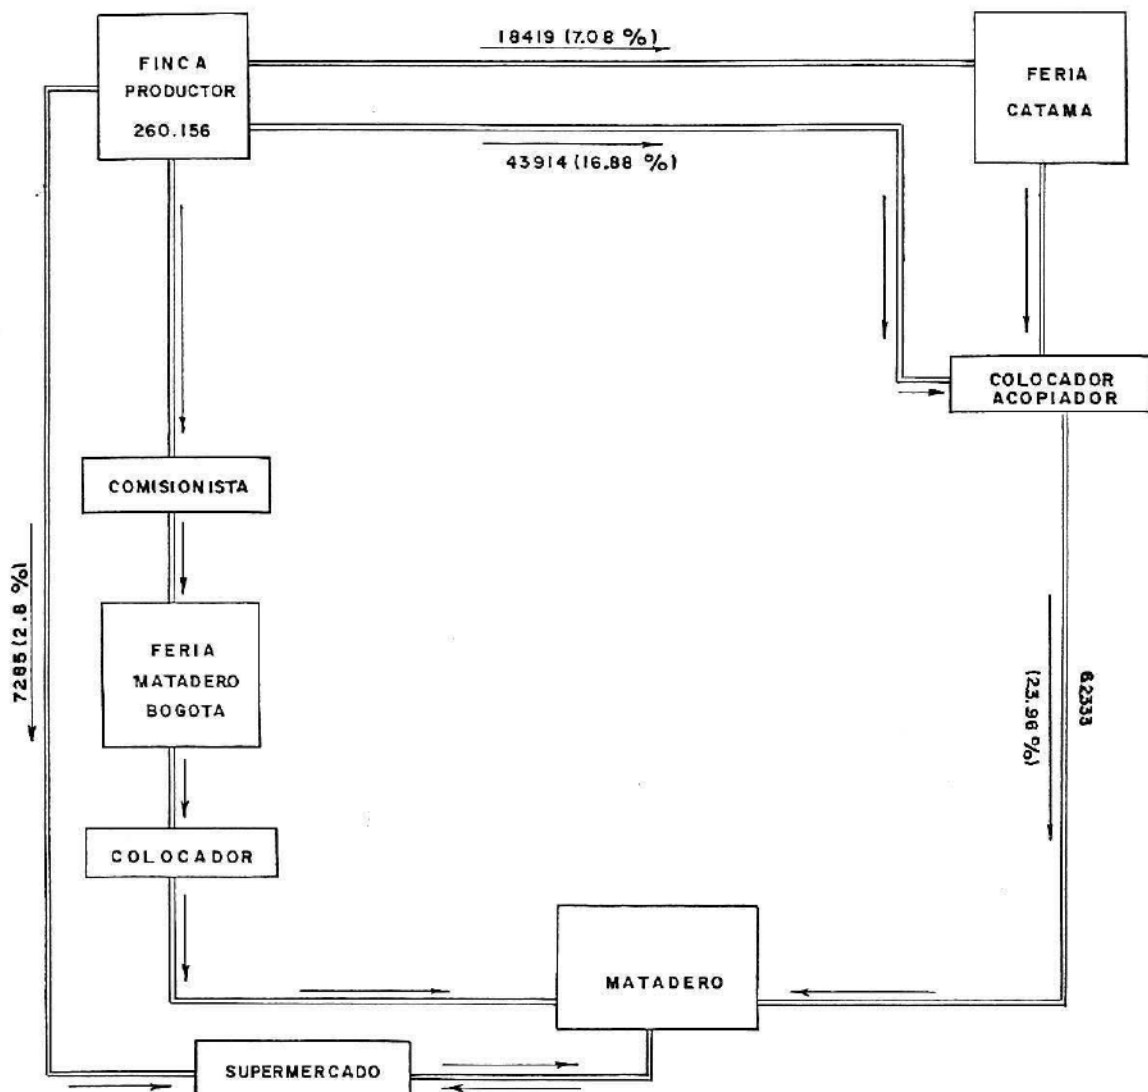 18419 (7.08 %)
FINCA
PRODUCTOR
260.156
FERIA
CATAMA
43914 (16.88 %)
COLOCADOR
ACOPIADOR
COMISIONISTA
7285 (2.8 %)
FERIA
MATADERO
BOGOTA
62333
(23.96 %)
COLOCADOR
MATADERO
SUPERMERCADO